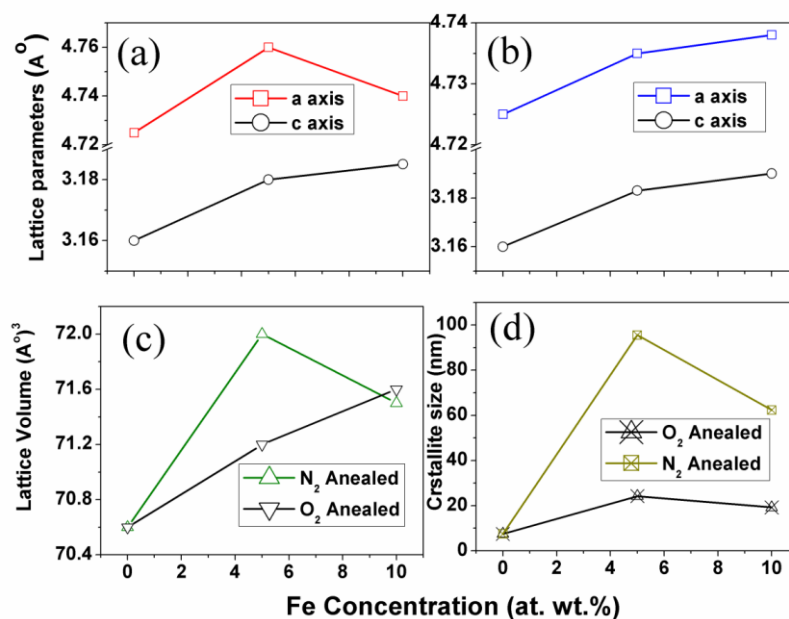 Lattice parameters (A°)
4.76
4.74
4.72
3.18
3.16
(a)
a axis
c axis
4.74
4.73
4.72
3.18
3.16
(b)
a axis
c axis
Lattice Volume (A°)³
72.0
71.6
71.2
70.8
70.4
(c)
N₂ Anealed
O₂ Anealed
0 2 4 6 8 10
Crstallite size (nm)
100
80
60
40
20
0
(d)
O₂ Anealed
N₂ Anealed
0 2 4 6 8 10
Fe Concentration (at. wt.%)